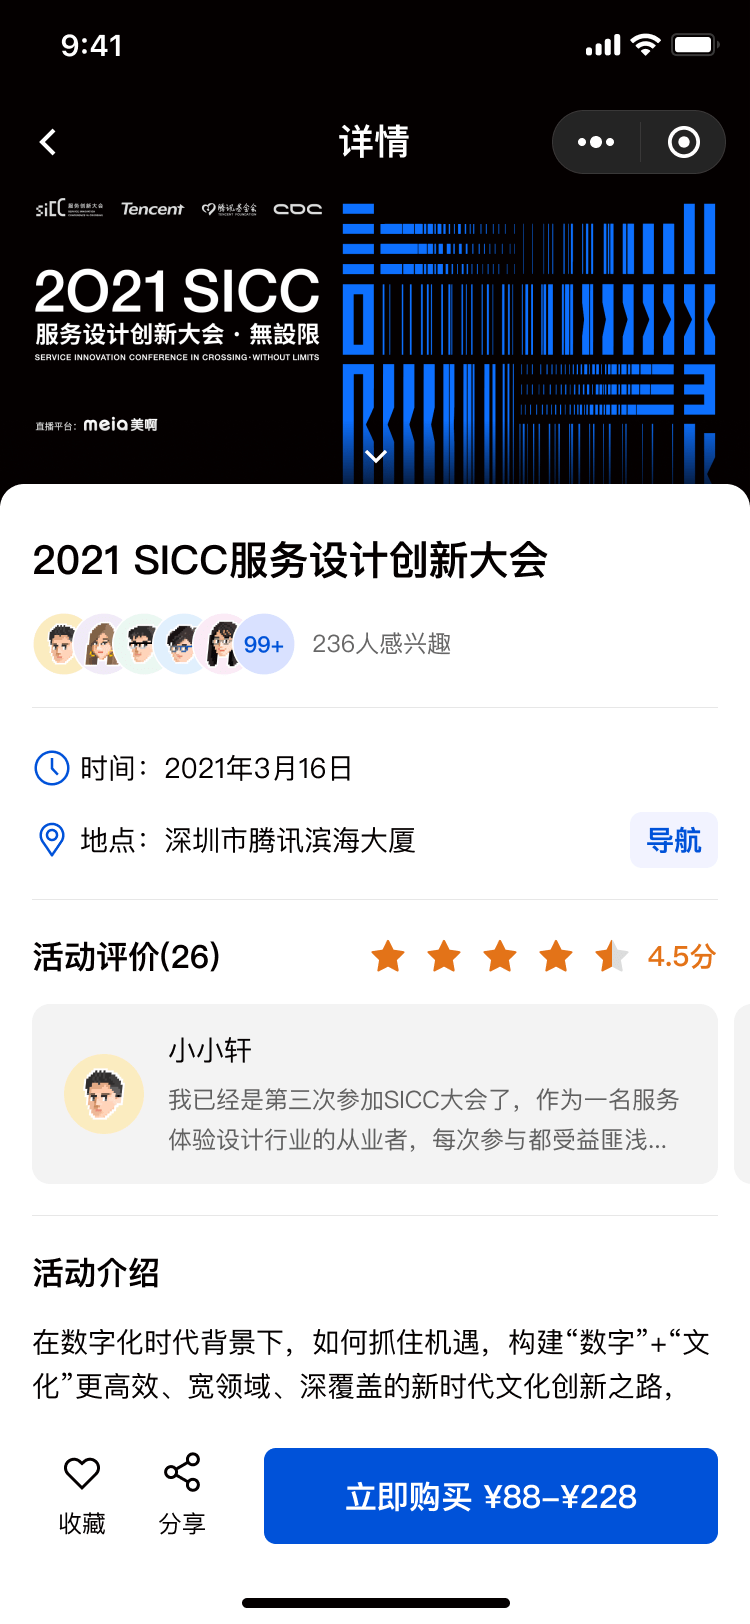 9:41
详情
SiCC 服务创新大会
Tencent
腾讯基金会
TENCENT FOUNDATION
CDC
2021 SICC
服务设计创新大会·無設限
SERVICE INNOVATION CONFERENCE IN CROSSING·WITHOUT LIMITS
直播平台：meia美啊
2021 SICC服务设计创新大会
99+
236人感兴趣
时间：2021年3月16日
地点：深圳市腾讯滨海大厦
导航
活动评价(26)
4.5分
小小轩
我已经是第三次参加SICC大会了，作为一名服务
体验设计行业的从业者，每次参与都受益匪浅...
活动介绍
在数字化时代背景下，如何抓住机遇，构建“数字”+“文
化”更高效、宽领域、深覆盖的新时代文化创新之路，
收藏
分享
立即购买 ¥88-¥228